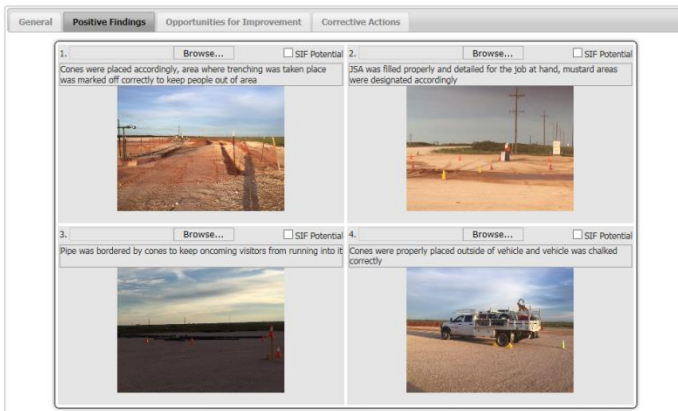 General Positive Findings Opportunities for Improvement Corrective Actions
1. Browse... SIF Potential
Cones were placed accordingly, area where trenching was taken place
was marked off correctly to keep people out of area
2. Browse... SIF Potential
JSA was filled properly and detailed for the job at hand, mustard areas
were designated accordingly
3. Browse... SIF Potential
Pipe was bordered by cones to keep oncoming visitors from running into it
4. Browse... SIF Potential
Cones were properly placed outside of vehicle and vehicle was chalked
correctly